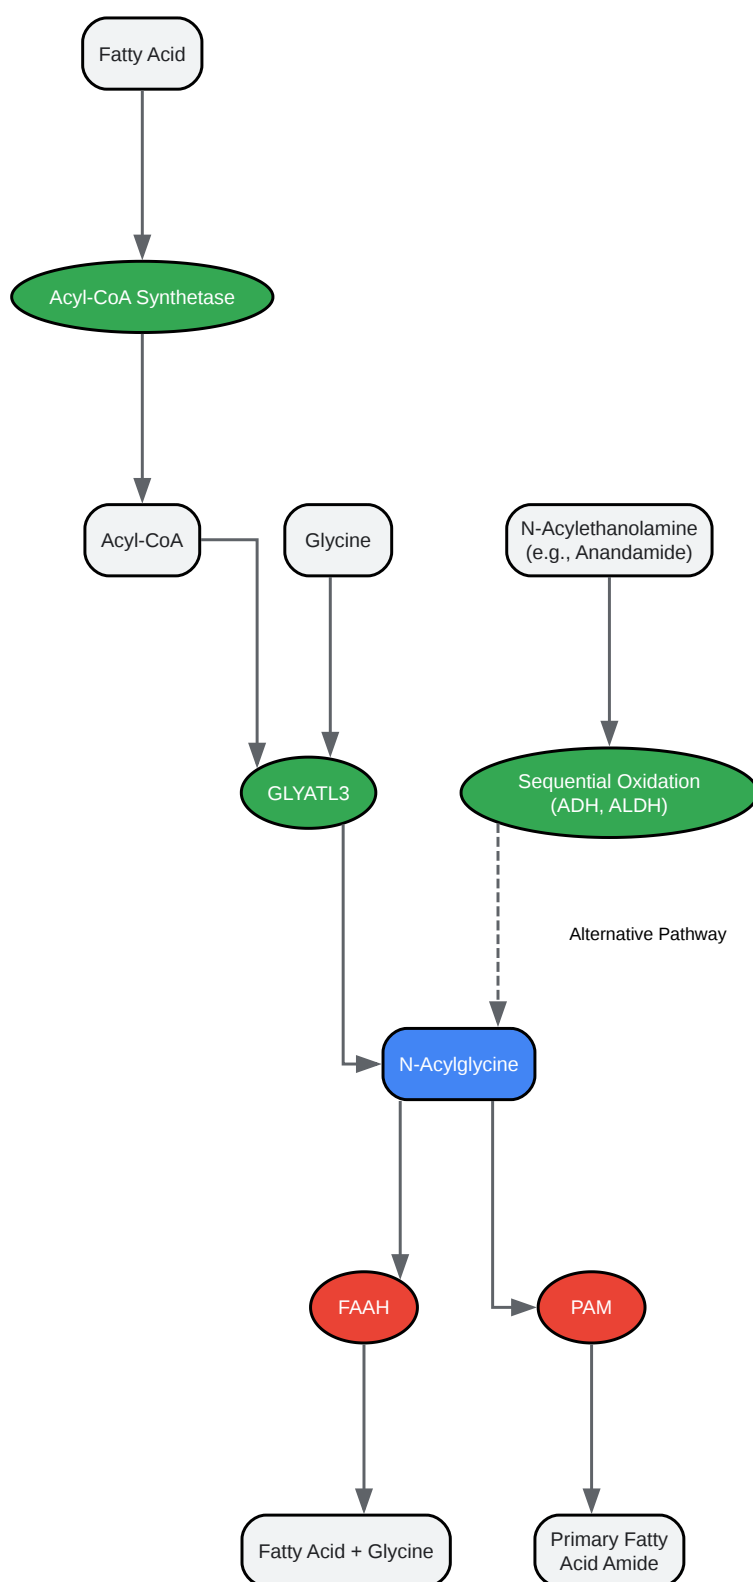 Fatty Acid
Acyl-CoA Synthetase
Acyl-CoA
Glycine
N-Acylethanolamine
(e.g., Anandamide)
GLYATL3
Sequential Oxidation
(ADH, ALDH)
Alternative Pathway
N-Acylglycine
FAAH
PAM
Fatty Acid + Glycine
Primary Fatty
Acid Amide